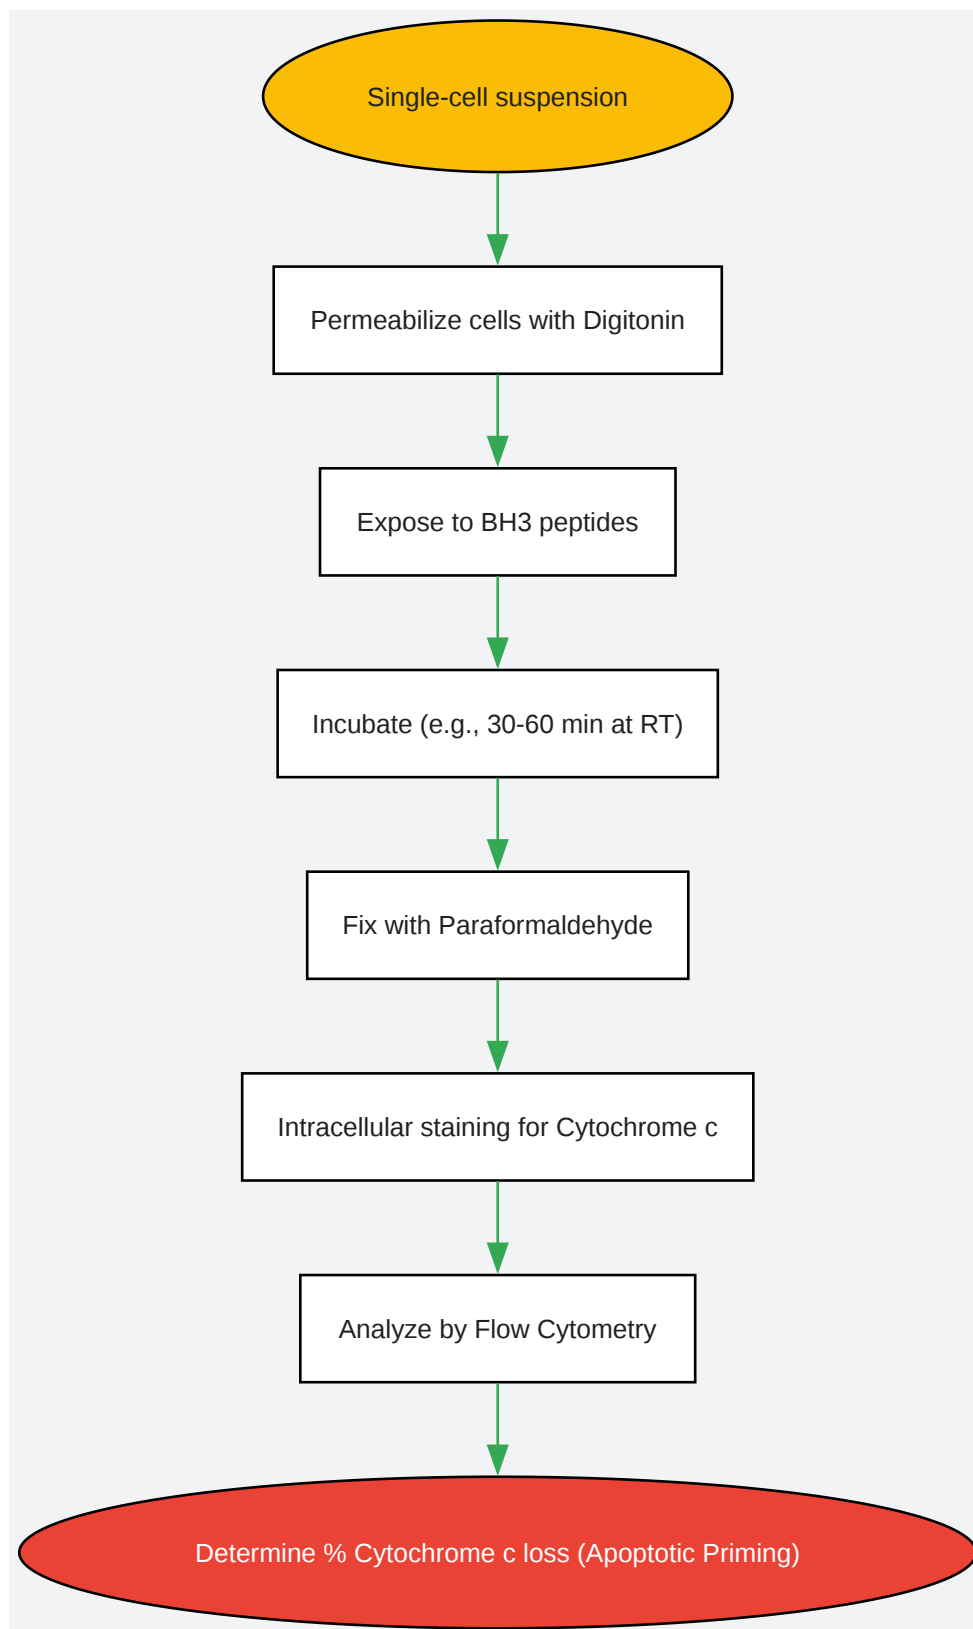 Single-cell suspension
Permeabilize cells with Digitonin
Expose to BH3 peptides
Incubate (e.g., 30-60 min at RT)
Fix with Paraformaldehyde
Intracellular staining for Cytochrome c
Analyze by Flow Cytometry
Determine % Cytochrome c loss (Apoptotic Priming)